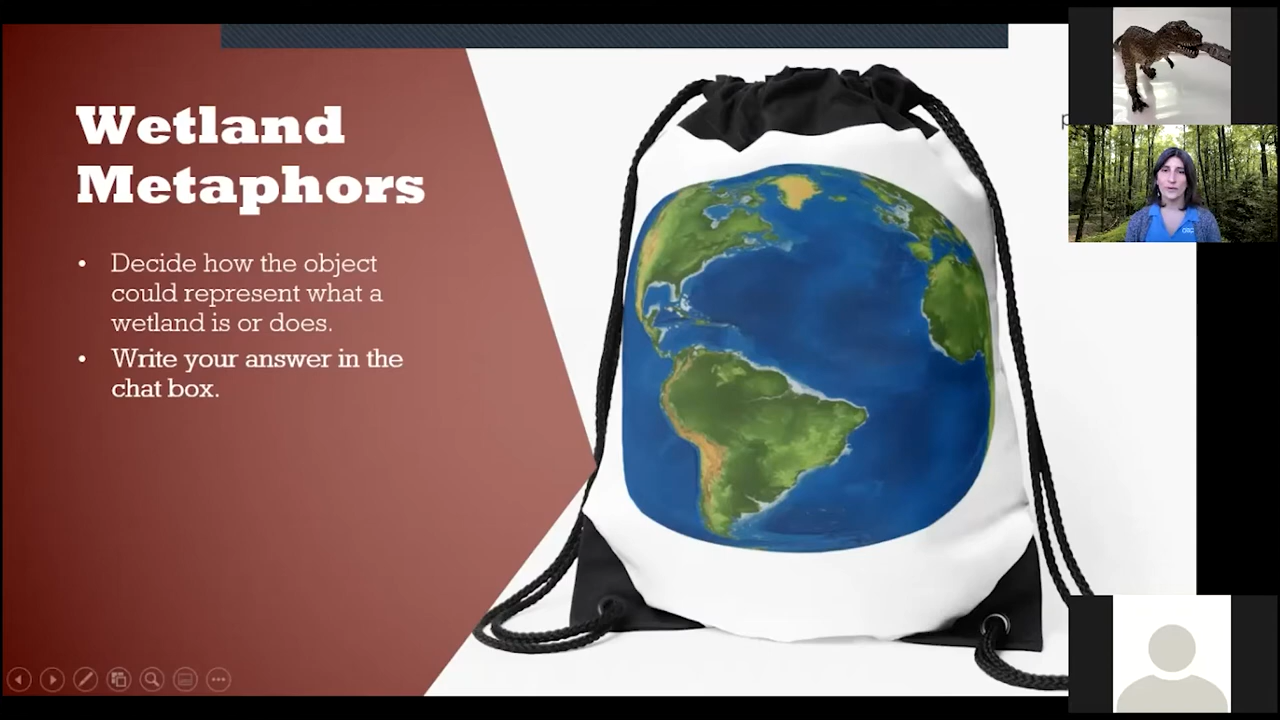 Wetland
Metaphors
• Decide how the object
could represent what a
wetland is or does.
• Write your answer in the
chat box.